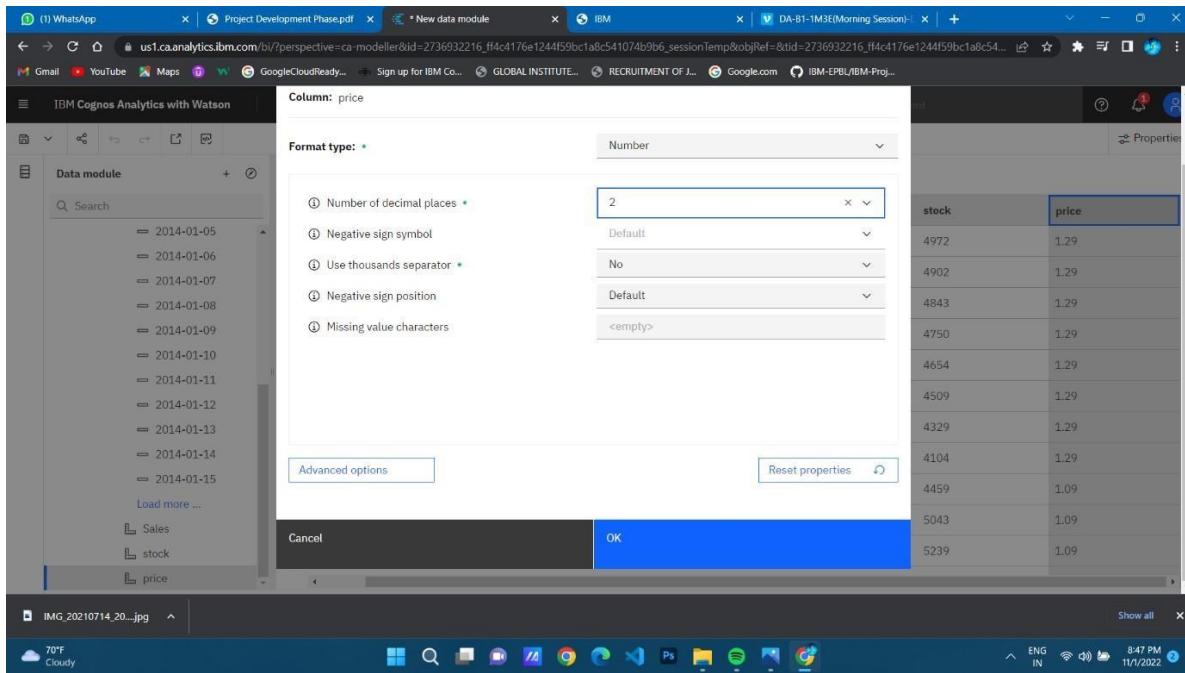 (1) WhatsApp
Project Development Phase.pdf
* New data module
IBM
DA-B1-1M3E(Morning Session)-
us1.ca.analytics.ibm.com/bi/?perspective=ca-modeller&id=2736932216_ff4c4176e1244f59bc1a8c541074b9b6_sessionTemp&objRef=&tid=2736932216_ff4c4176e1244f59bc1a8c54...
Gmail YouTube Maps GoogleCloudReady... Sign up for IBM Co... GLOBAL INSTITUTE... RECRUITMENT OF J... Google.com IBM-EPBL/IBM-Proj...
IBM Cognos Analytics with Watson
Column: price
1
Properties
Format type: Number
Data module
Search
Number of decimal places 2
Negative sign symbol Default
Use thousands separator No
Negative sign position Default
Missing value characters <empty>
2014-01-05
2014-01-06
2014-01-07
2014-01-08
2014-01-09
2014-01-10
2014-01-11
2014-01-12
2014-01-13
2014-01-14
2014-01-15
Load more ...
Sales
stock
price
Advanced options
Reset properties
Cancel
OK
stock price
4972 1.29
4902 1.29
4843 1.29
4750 1.29
4654 1.29
4509 1.29
4329 1.29
4104 1.29
4459 1.09
5043 1.09
5239 1.09
IMG_20210714_20....jpg
Show all
70°F
Cloudy
Ps
ENG
IN
8:47 PM
11/1/2022
2